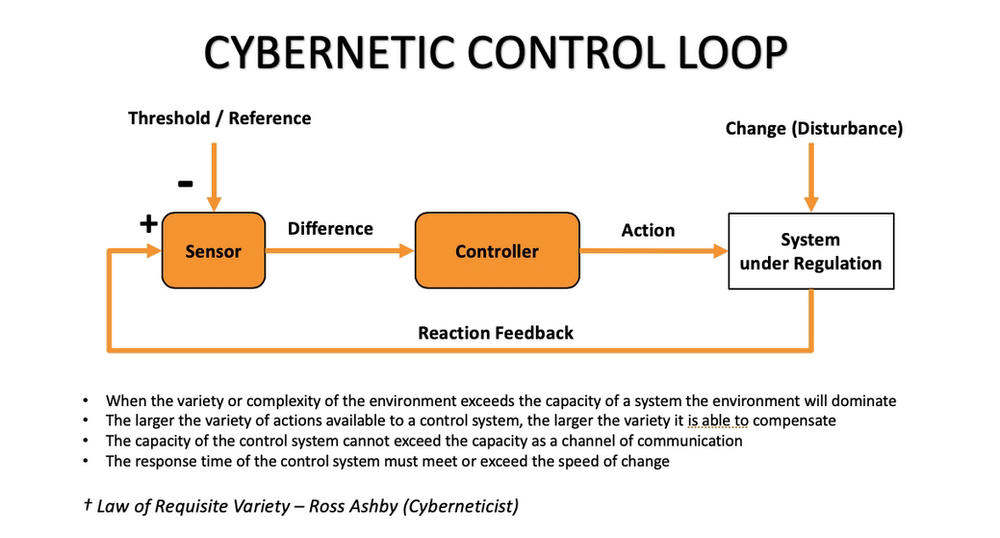 CYBERNETIC CONTROL LOOP
Threshold / Reference
Change (Disturbance)
-
+
Sensor
Difference
Controller
Action
System
under Regulation
Reaction Feedback
• When the variety or complexity of the environment exceeds the capacity of a system the environment will dominate
• The larger the variety of actions available to a control system, the larger the variety it is able to compensate
• The capacity of the control system cannot exceed the capacity as a channel of communication
• The response time of the control system must meet or exceed the speed of change
† Law of Requisite Variety – Ross Ashby (Cyberneticist)